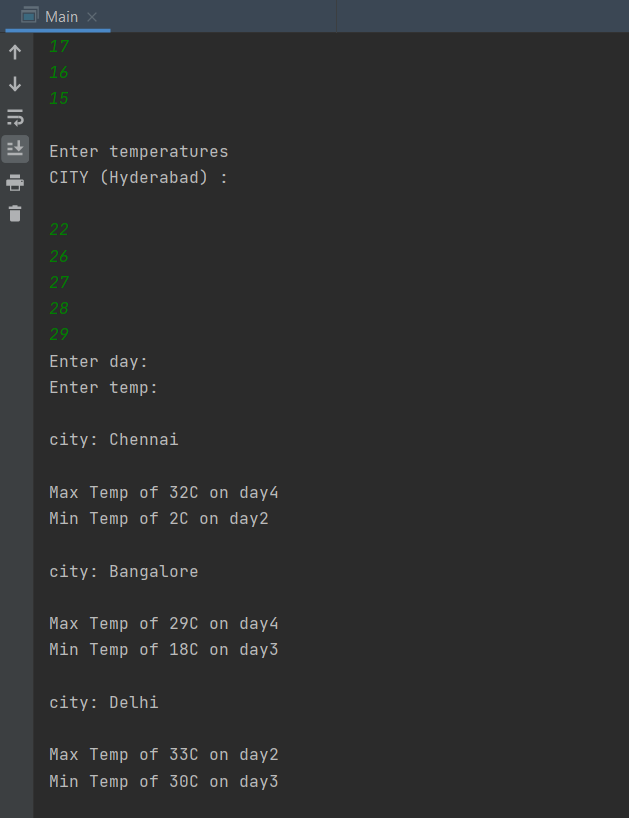 Main
17
16
15
Enter temperatures
CITY (Hyderabad) :
22
26
27
28
29
Enter day:
Enter temp:
city: Chennai
Max Temp of 32C on day4
Min Temp of 2C on day2
city: Bangalore
Max Temp of 29C on day4
Min Temp of 18C on day3
city: Delhi
Max Temp of 33C on day2
Min Temp of 30C on day3